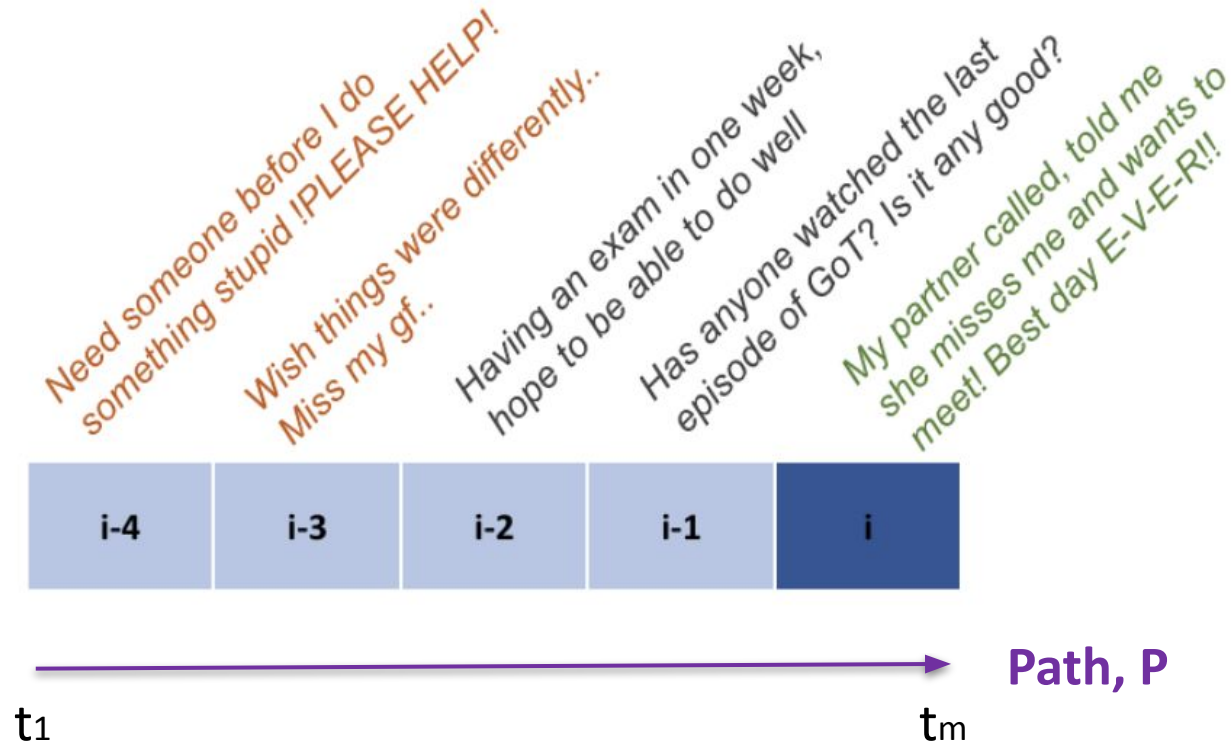 Need someone before I do
something stupid !PLEASE HELP!
Wish things were differently..
Miss my gf..
Having an exam in one week,
hope to be able to do well
Has anyone watched the last
episode of GoT? Is it any good?
My partner called, told me
she misses me and wants to
meet! Best day E-V-E-R!!
i-4
i-3
i-2
i-1
i
Path, P
t1
tm